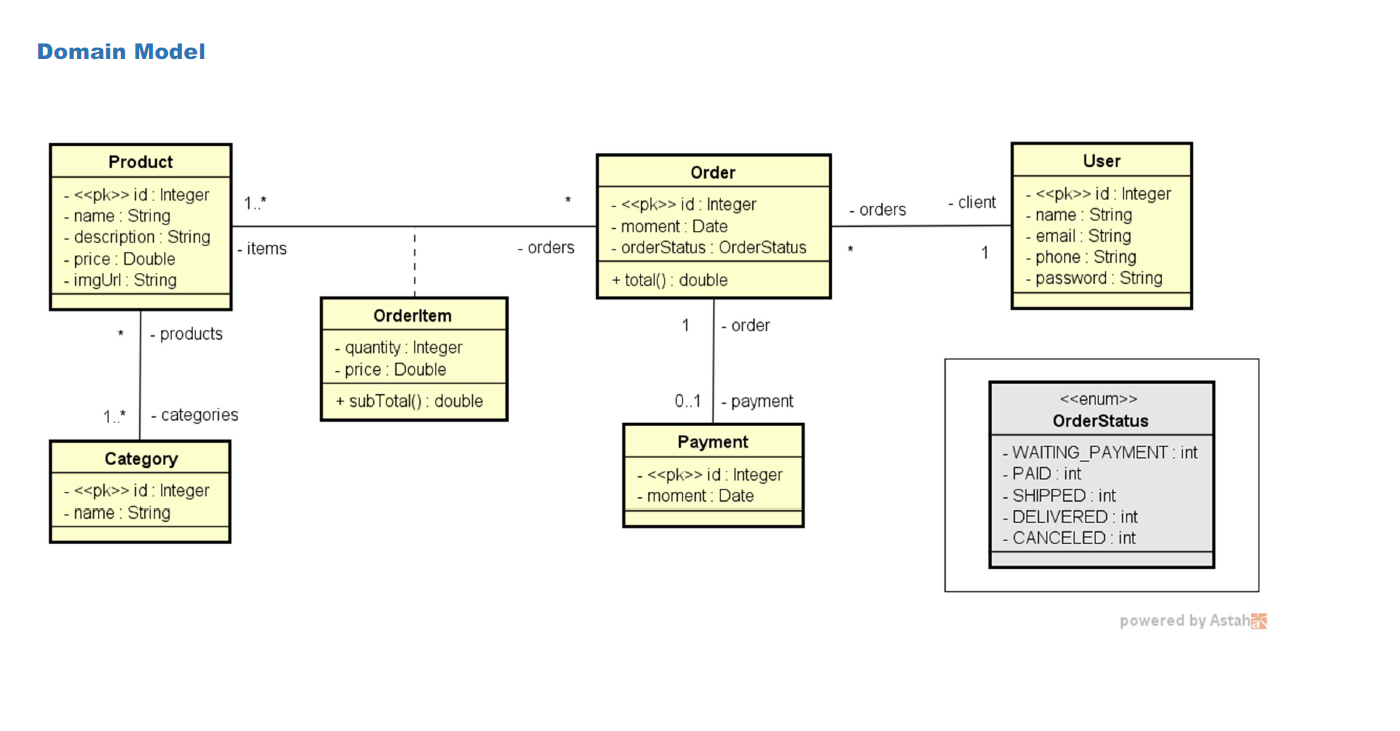 Domain Model
Product
- <<pk>> id : Integer
- name : String
- description : String
- price : Double
- imgUrl : String
1..*
- items
*
- orders
Order
- <<pk>> id : Integer
- moment : Date
- orderStatus : OrderStatus
+ total() : double
- orders
*
- client
1
User
- <<pk>> id : Integer
- name : String
- email : String
- phone : String
- password : String
OrderItem
- quantity : Integer
- price : Double
+ subTotal() : double
* - products
1..* - categories
Category
- <<pk>> id : Integer
- name : String
1 - order
0..1 - payment
Payment
- <<pk>> id : Integer
- moment : Date
<<enum>>
OrderStatus
- WAITING_PAYMENT : int
- PAID : int
- SHIPPED : int
- DELIVERED : int
- CANCELED : int
powered by Astah